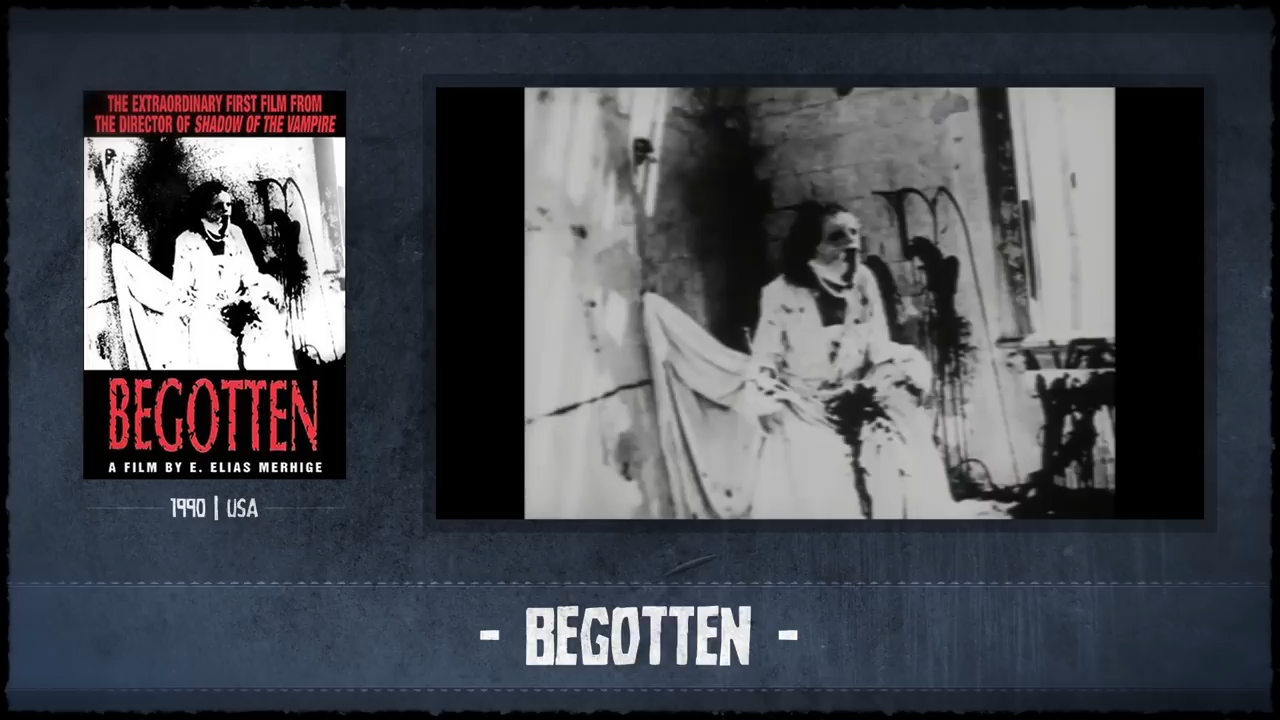 THE EXTRAORDINARY FIRST FILM FROM
THE DIRECTOR OF SHADOW OF THE VAMPIRE
BEGOTTEN
A FILM BY E. ELIAS MERHIGE
1990 | USA
- BEGOTTEN -